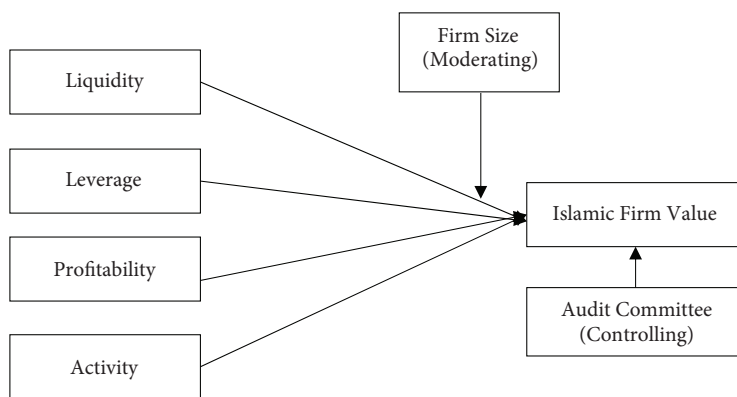 Firm Size
(Moderating)
Liquidity
Leverage
Islamic Firm Value
Profitability
Audit Committee
(Controlling)
Activity